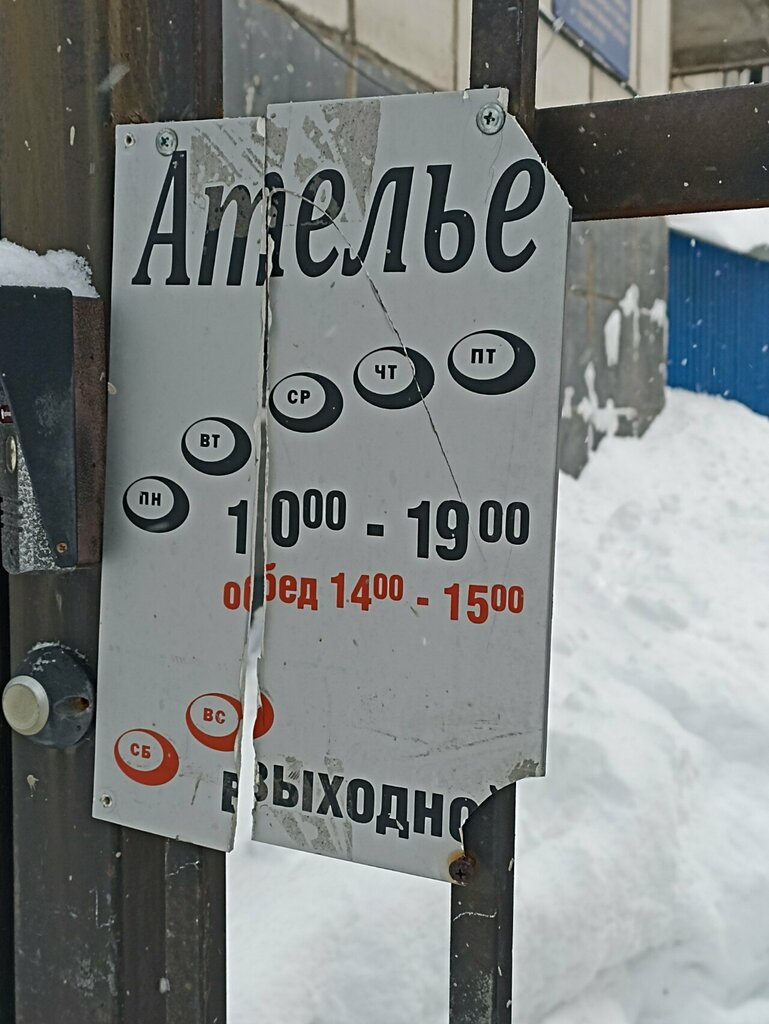 Ателье
ПН ВТ СР ЧТ ПТ
10⁰⁰ - 19⁰⁰
обед 14⁰⁰ - 15⁰⁰
СБ ВС
выходно